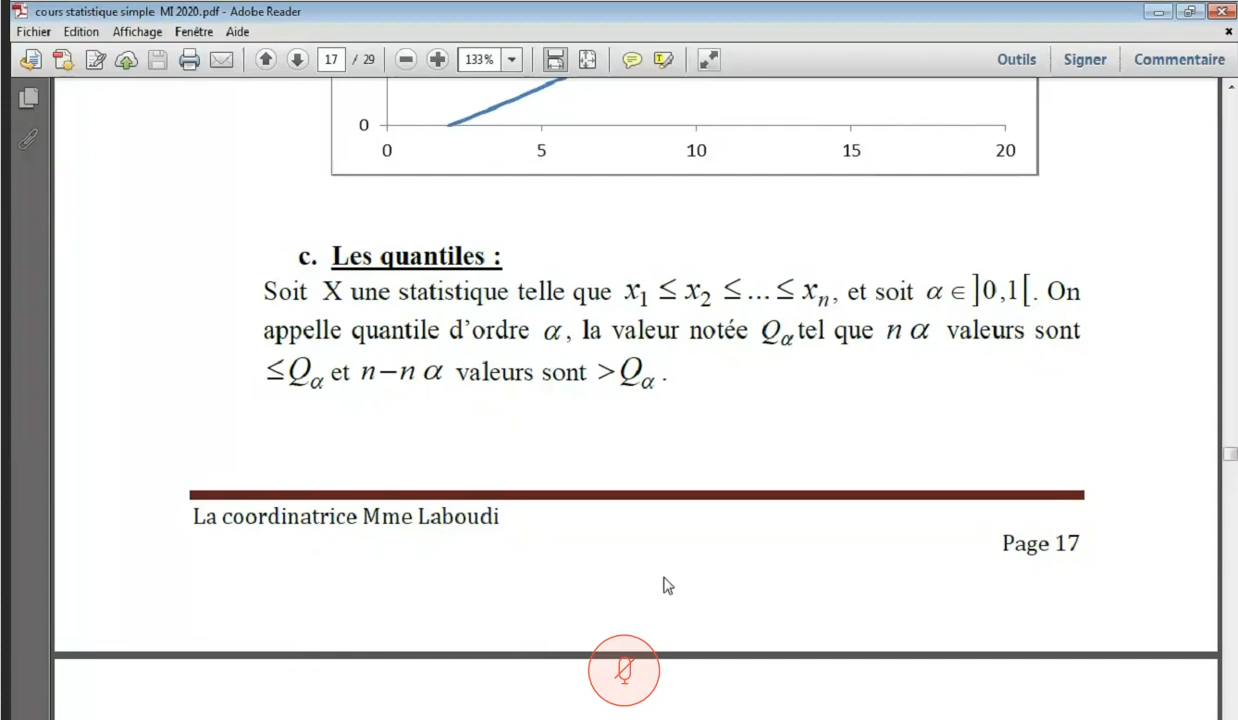 cours statistique simple MI 2020.pdf - Adobe Reader
Fichier Edition Affichage Fenêtre Aide
17 / 29 133% Outils Signer Commentaire
0
0 5 10 15 20
c. Les quantiles :
Soit X une statistique telle que x₁ ≤ x₂ ≤ ... ≤ xₙ, et soit α ∈ ]0,1[. On
appelle quantile d’ordre α, la valeur notée Qα tel que n α valeurs sont
≤Qα et n−n α valeurs sont >Qα .
La coordinatrice Mme Laboudi
Page 17